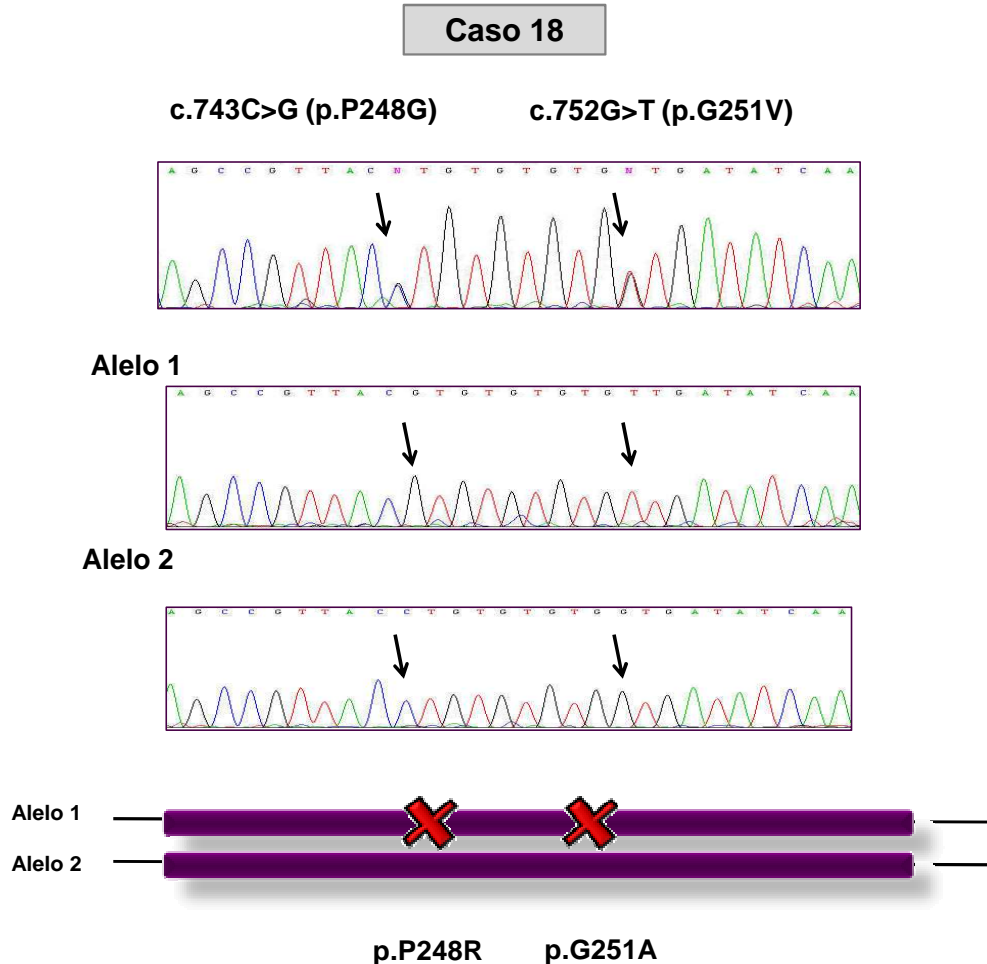 Caso 18
c.743C>G (p.P248G) c.752G>T (p.G251V)
A G C C G T T A C N T G T G T G T G N T G A T A T C A A
Alelo 1
A G C C G T T A C G T G T G T G T G T T G A T A T C A A
Alelo 2
A G C C G T T A C C T G T G T G T G G T G A T A T C A A
Alelo 1
Alelo 2
p.P248R p.G251A